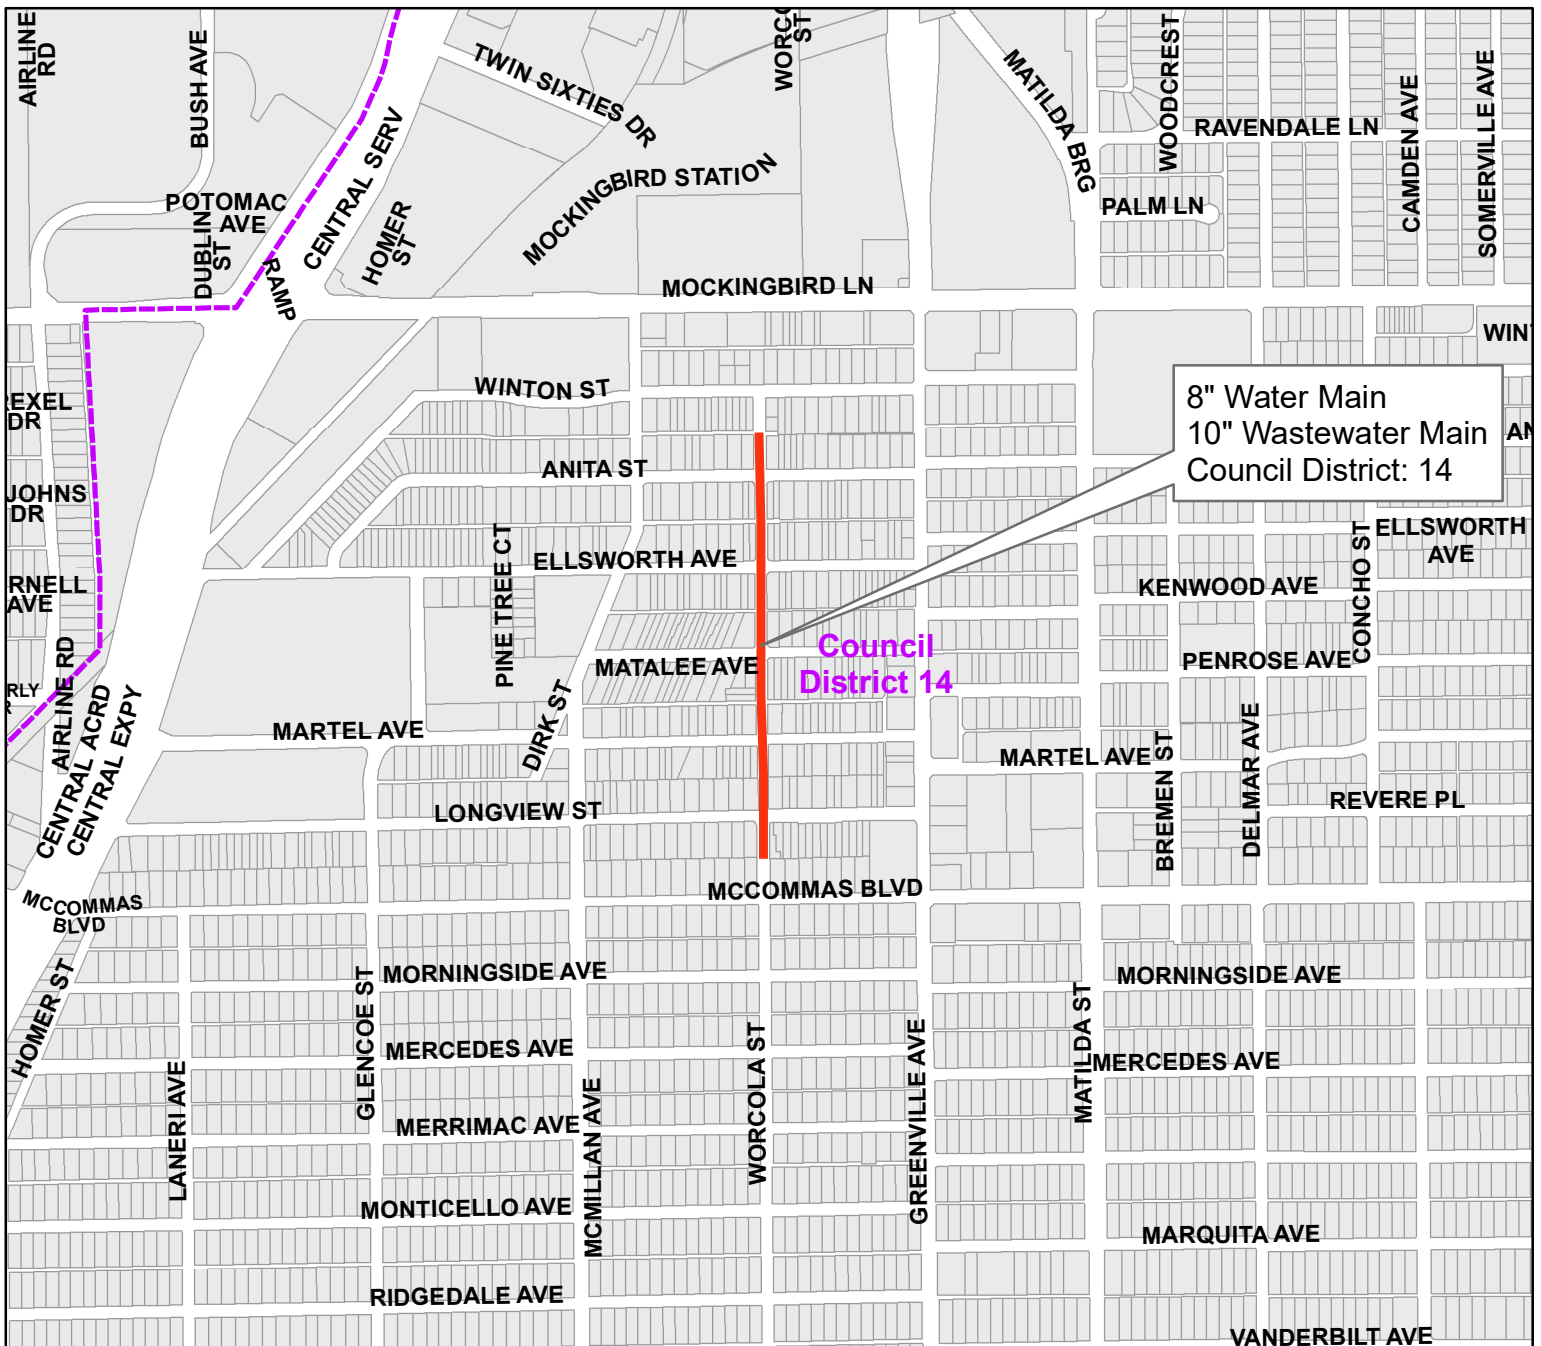 AIRLINE
RD
BUSH AVE
TWIN SIXTIES DR
WORCO
ST
MATILDA BRG
WOODCREST
RAVENDALE LN
CAMDEN AVE
SOMERVILLE AVE
CENTRAL SERV
MOCKINGBIRD STATION
POTOMAC
AVE
DUBLIN
ST
HOMER
ST
PALM LN
RAMP
MOCKINGBIRD LN
WIN
WINTON ST
8" Water Main
10" Wastewater Main
Council District: 14
REXEL
DR
AN
ANITA ST
JOHNS
DR
PINE TREE CT
ELLSWORTH AVE
ELLSWORTH
AVE
CONCHO ST
RNELL
AVE
KENWOOD AVE
Council
District 14
MATALEE AVE
PENROSE AVE
RLY
R
AIRLINE RD
CENTRAL ACRD
CENTRAL EXPY
MARTEL AVE
DIRK ST
MARTEL AVE
BREMEN ST
DELMAR AVE
LONGVIEW ST
REVERE PL
MCCOMMAS
BLVD
MCCOMMAS BLVD
HOMER ST
GLENCOE ST
MORNINGSIDE AVE
MORNINGSIDE AVE
MATILDA ST
MERCEDES AVE
WORCOLA ST
GREENVILLE AVE
MERCEDES AVE
LANERI AVE
MERRIMAC AVE
MCMILLAN AVE
MONTICELLO AVE
MARQUITA AVE
RIDGEDALE AVE
VANDERBILT AVE